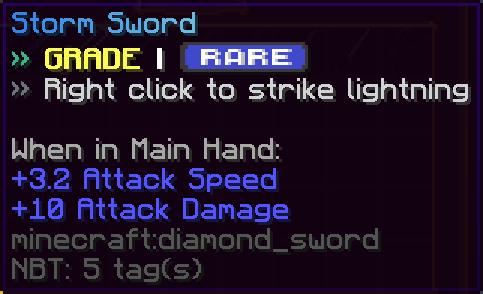 Storm Sword
» GRADE | RARE
» Right click to strike lightning
When in Main Hand:
+3.2 Attack Speed
+10 Attack Damage
minecraft:diamond_sword
NBT: 5 tag(s)